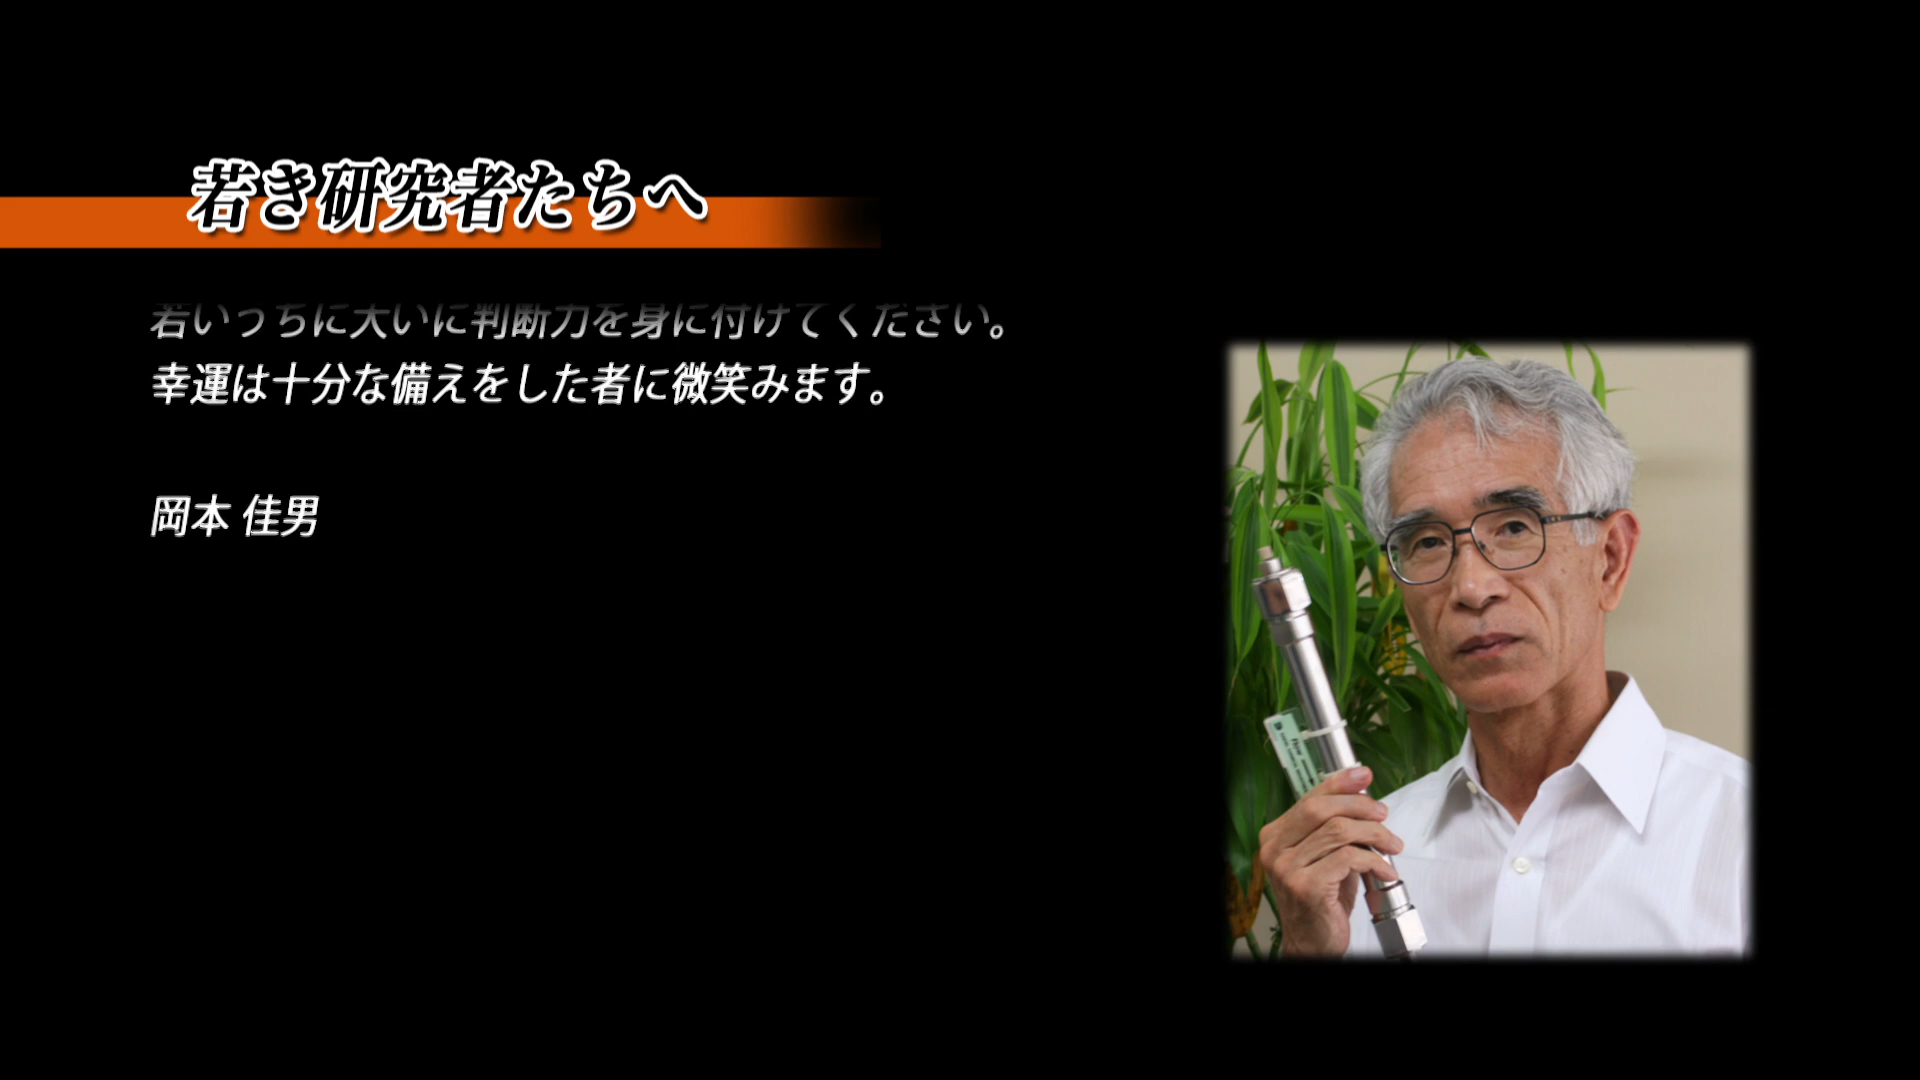 若き研究者たちへ
若いうちに大いに判断力を身に付けてください。
幸運は十分な備えをした者に微笑みます。
岡本 佳男